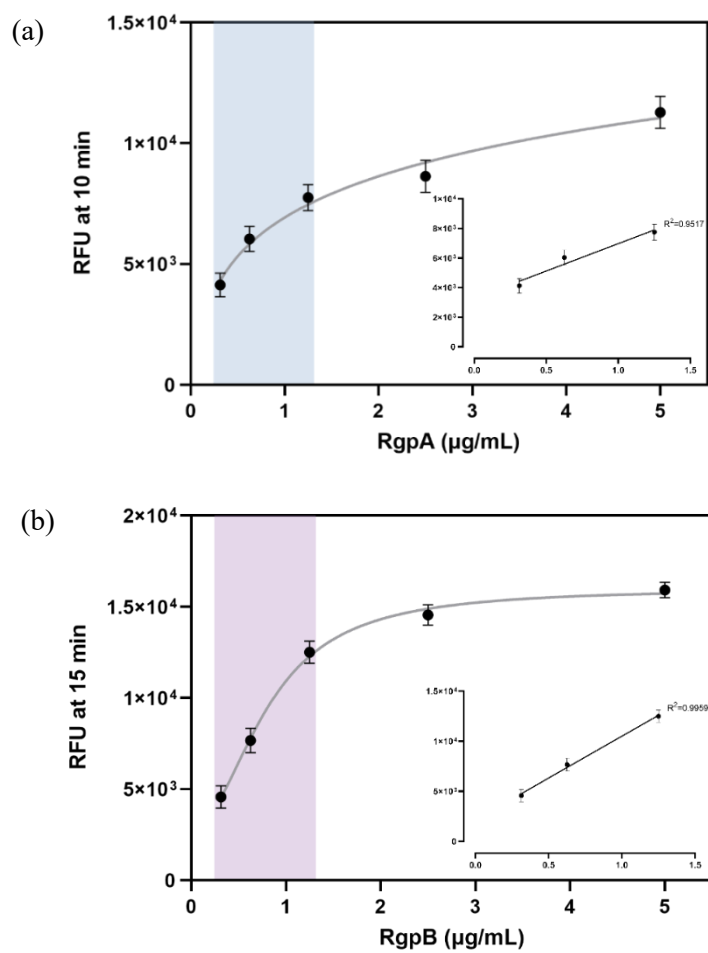 (a)
1.5×10⁴
1×10⁴
5×10³
0
RFU at 10 min
0 1 2 3 4 5
RgpA (µg/mL)
1×10⁴
8×10³
6×10³
4×10³
2×10³
0
R²=0.9517
0.0 0.5 1.0 1.5
(b)
2×10⁴
1.5×10⁴
1×10⁴
5×10³
0
RFU at 15 min
0 1 2 3 4 5
RgpB (µg/mL)
1.5×10⁴
1×10⁴
5×10³
0
R²=0.9959
0.0 0.5 1.0 1.5